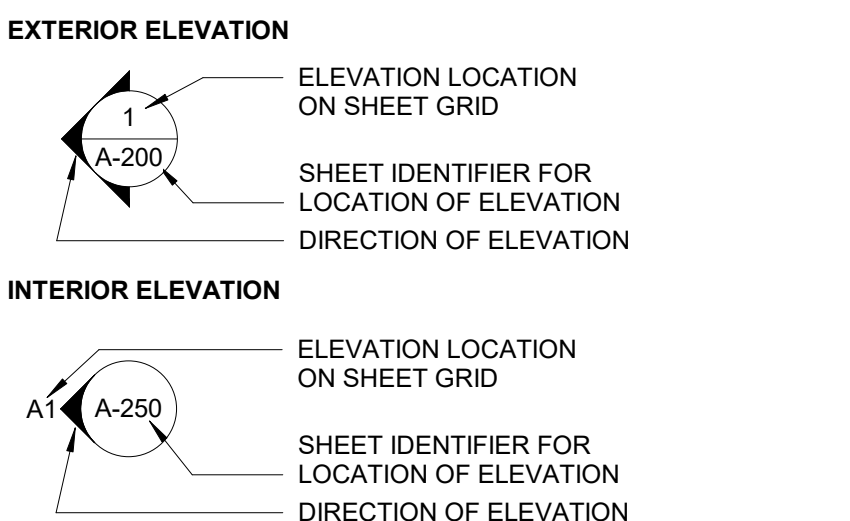 EXTERIOR ELEVATION
ELEVATION LOCATION
ON SHEET GRID
1
A-200
SHEET IDENTIFIER FOR
LOCATION OF ELEVATION
DIRECTION OF ELEVATION
INTERIOR ELEVATION
ELEVATION LOCATION
ON SHEET GRID
A1
A-250
SHEET IDENTIFIER FOR
LOCATION OF ELEVATION
DIRECTION OF ELEVATION